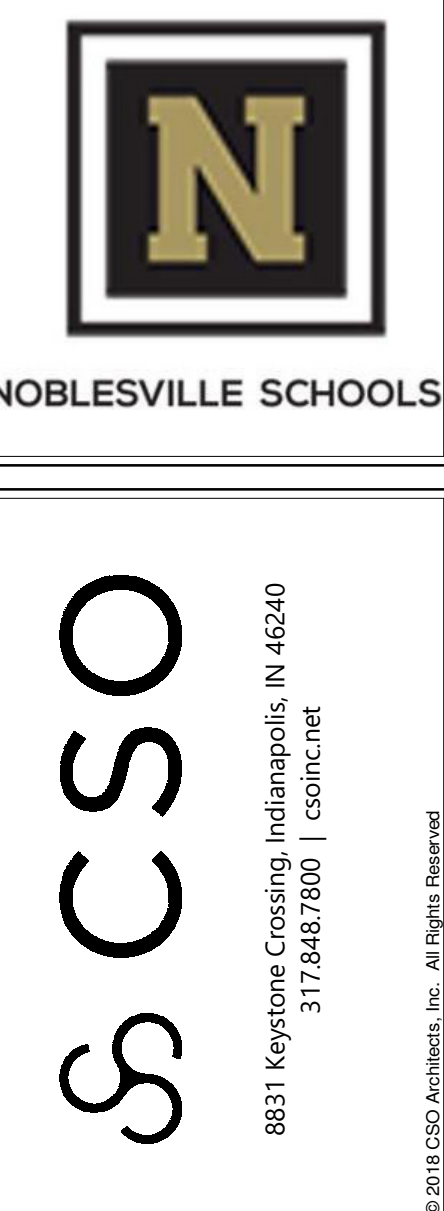 N
NOBLESVILLE SCHOOLS
CSO
8831 Keystone Crossing, Indianapolis, IN 46240
317.848.7800 | csoinc.net
© 2018 CSO Architects, Inc. All Rights Reserved